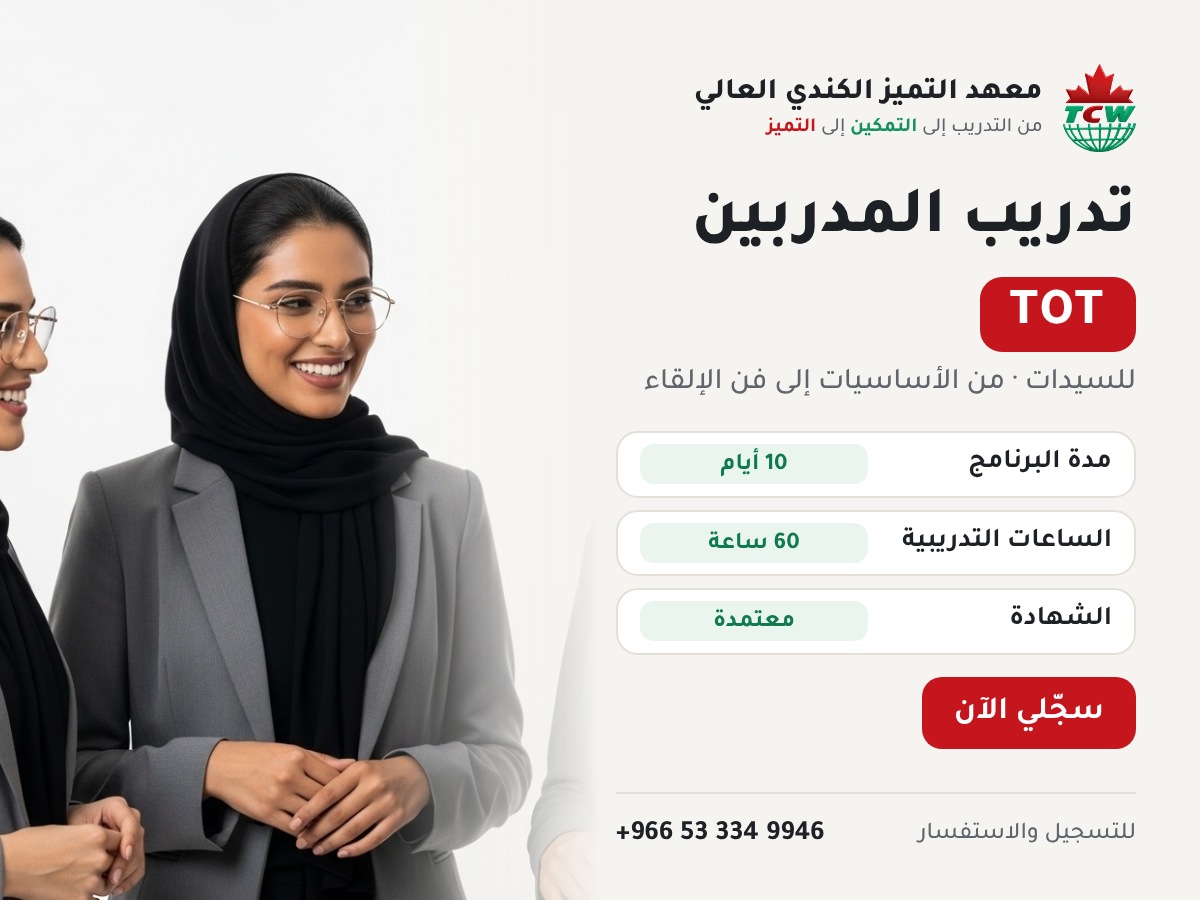 معهد التميز الكندي العالي
من التدريب إلى التمكين إلى التميز
TCW
تدريب المدربين
TOT
للسيدات · من الأساسيات إلى فن الإلقاء
مدة البرنامج
10 أيام
الساعات التدريبية
60 ساعة
الشهادة
معتمدة
سجّلي الآن
للتسجيل والاستفسار
+966 53 334 9946